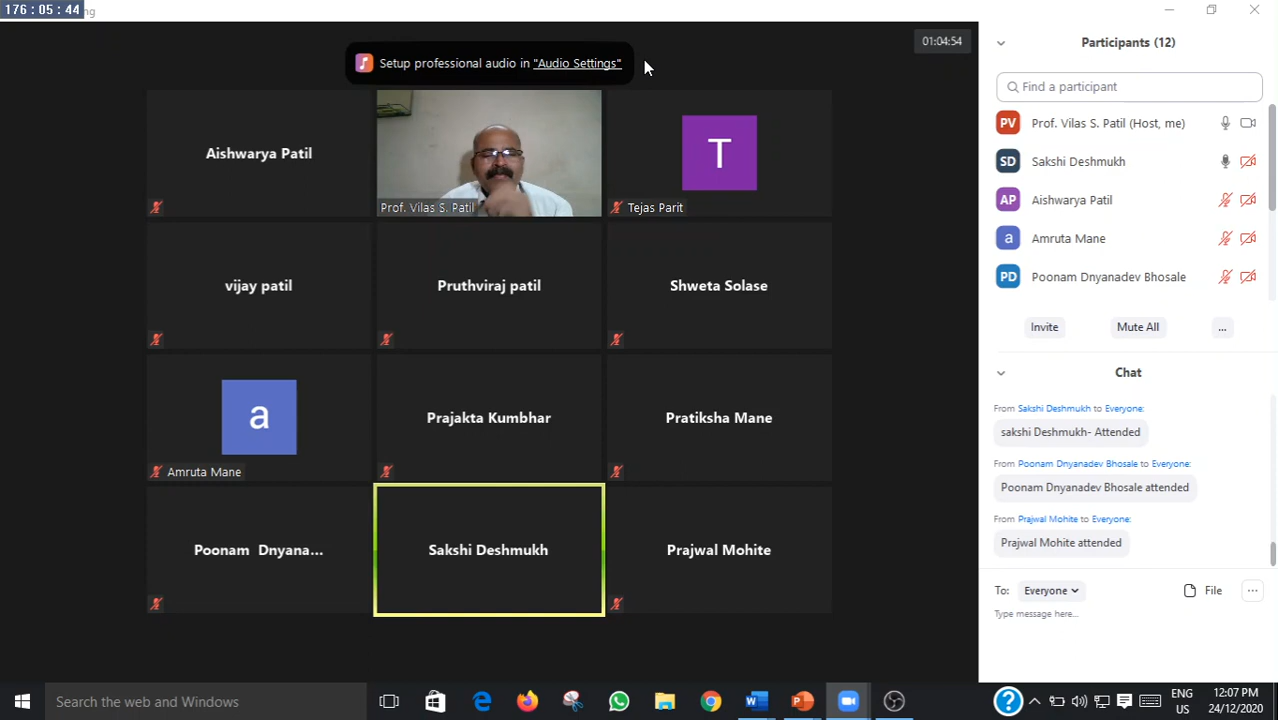 176:05:44
ng
01:04:54
Setup professional audio in "Audio Settings"
Aishwarya Patil
Prof. Vilas S. Patil
T
Tejas Parit
vijay patil
Pruthviraj patil
Shweta Solase
a
Amruta Mane
Prajakta Kumbhar
Pratiksha Mane
Poonam Dnyana...
Sakshi Deshmukh
Prajwal Mohite
Participants (12)
Find a participant
PV Prof. Vilas S. Patil (Host, me)
SD Sakshi Deshmukh
AP Aishwarya Patil
a Amruta Mane
PD Poonam Dnyanadev Bhosale
Invite Mute All ...
Chat
From Sakshi Deshmukh to Everyone:
sakshi Deshmukh- Attended
From Poonam Dnyanadev Bhosale to Everyone:
Poonam Dnyanadev Bhosale attended
From Prajwal Mohite to Everyone:
Prajwal Mohite attended
To: Everyone File ...
Type message here...
Search the web and Windows
ENG
US
12:07 PM
24/12/2020